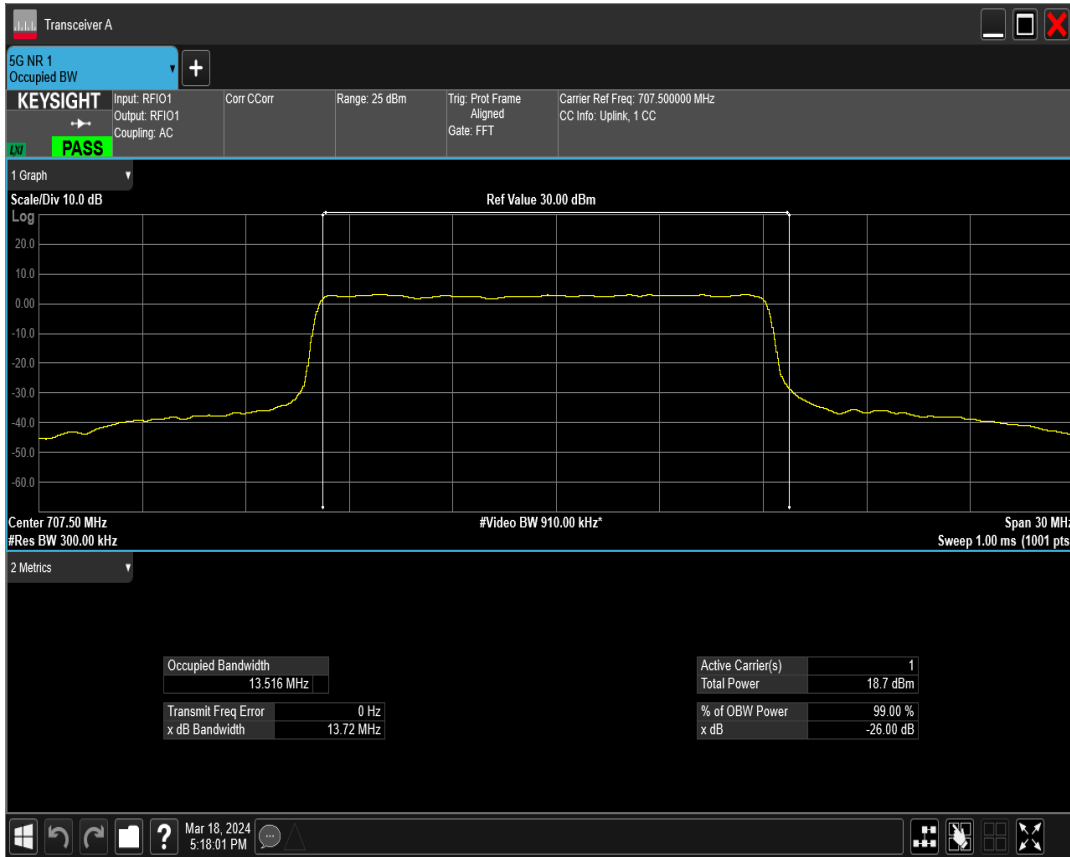 Transceiver A
5G NR 1
Occupied BW
KEYSIGHT
LXI
PASS
Input: RFIO1
Output: RFIO1
Coupling: AC
Corr CCorr
Range: 25 dBm
Trig: Prot Frame
Aligned
Gate: FFT
Carrier Ref Freq: 707.500000 MHz
CC Info: Uplink, 1 CC
1 Graph
Scale/Div 10.0 dB
Ref Value 30.00 dBm
Log
20.0
10.0
0.00
-10.0
-20.0
-30.0
-40.0
-50.0
-60.0
Center 707.50 MHz
#Video BW 910.00 kHz*
Span 30 MHz
#Res BW 300.00 kHz
Sweep 1.00 ms (1001 pts
2 Metrics
Occupied Bandwidth
13.516 MHz
Transmit Freq Error 0 Hz
x dB Bandwidth 13.72 MHz
Active Carrier(s) 1
Total Power 18.7 dBm
% of OBW Power 99.00 %
x dB -26.00 dB
?
Mar 18, 2024
5:18:01 PM